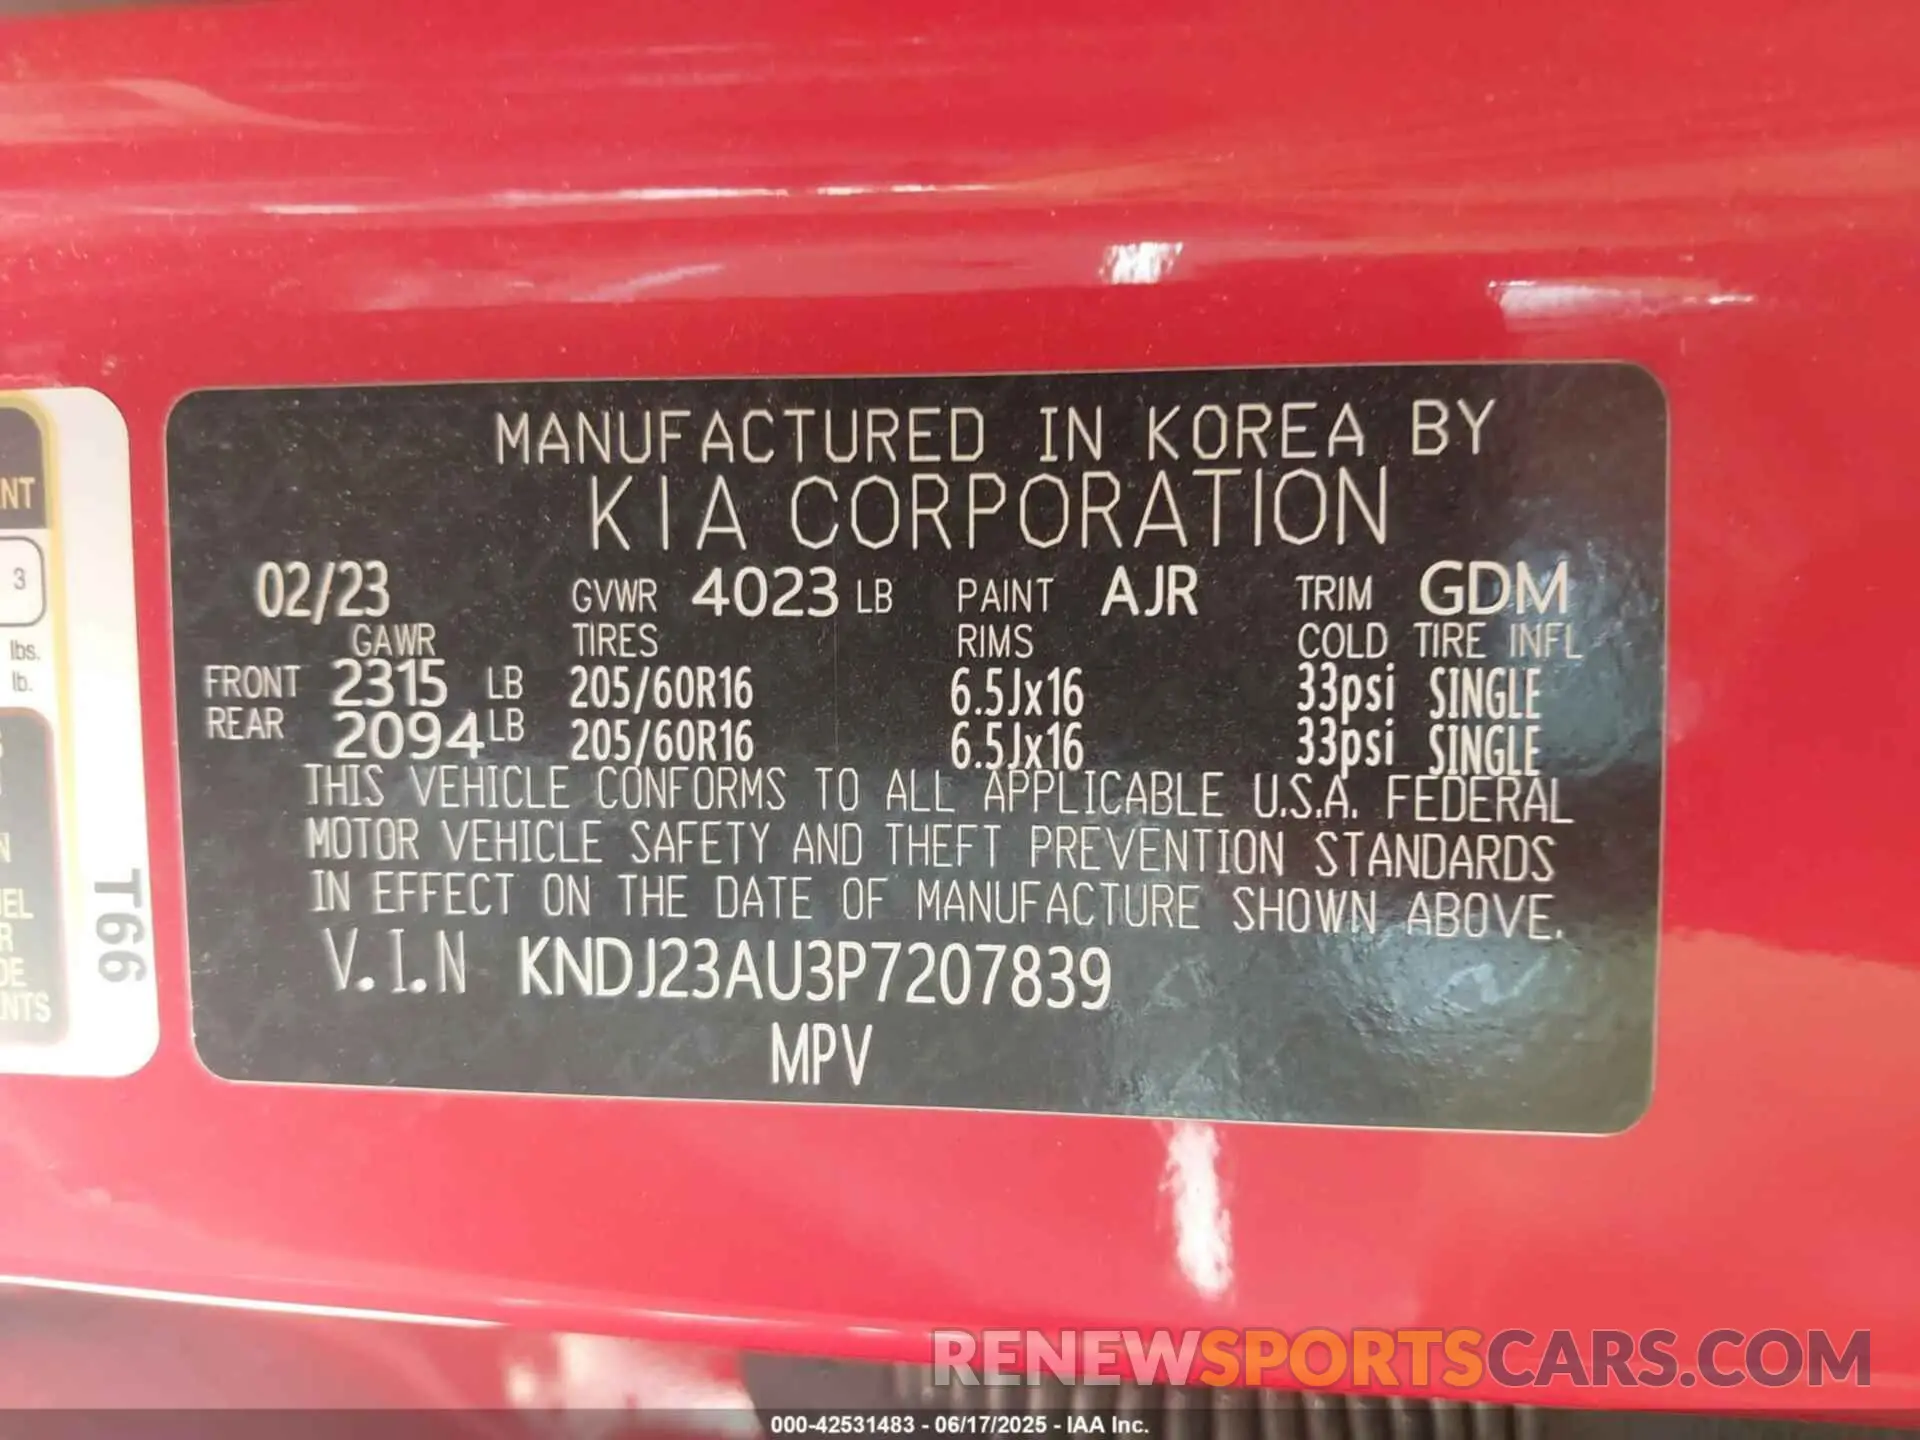 MANUFACTURED IN KOREA BY
KIA CORPORATION
02/23 GVWR 4023 LB PAINT AJR TRIM GDM
GAWR TIRES RIMS COLD TIRE INFL
FRONT 2315 LB 205/60R16 6.5Jx16 33psi SINGLE
REAR 2094 LB 205/60R16 6.5Jx16 33psi SINGLE
THIS VEHICLE CONFORMS TO ALL APPLICABLE U.S.A. FEDERAL
MOTOR VEHICLE SAFETY AND THEFT PREVENTION STANDARDS
IN EFFECT ON THE DATE OF MANUFACTURE SHOWN ABOVE.
V.I.N KNDJ23AU3P7207839
MPV
3
lbs.
lb.
T66
RENEWSPORTSCARS.COM
000-42531483 - 06/17/2025 - IAA Inc.